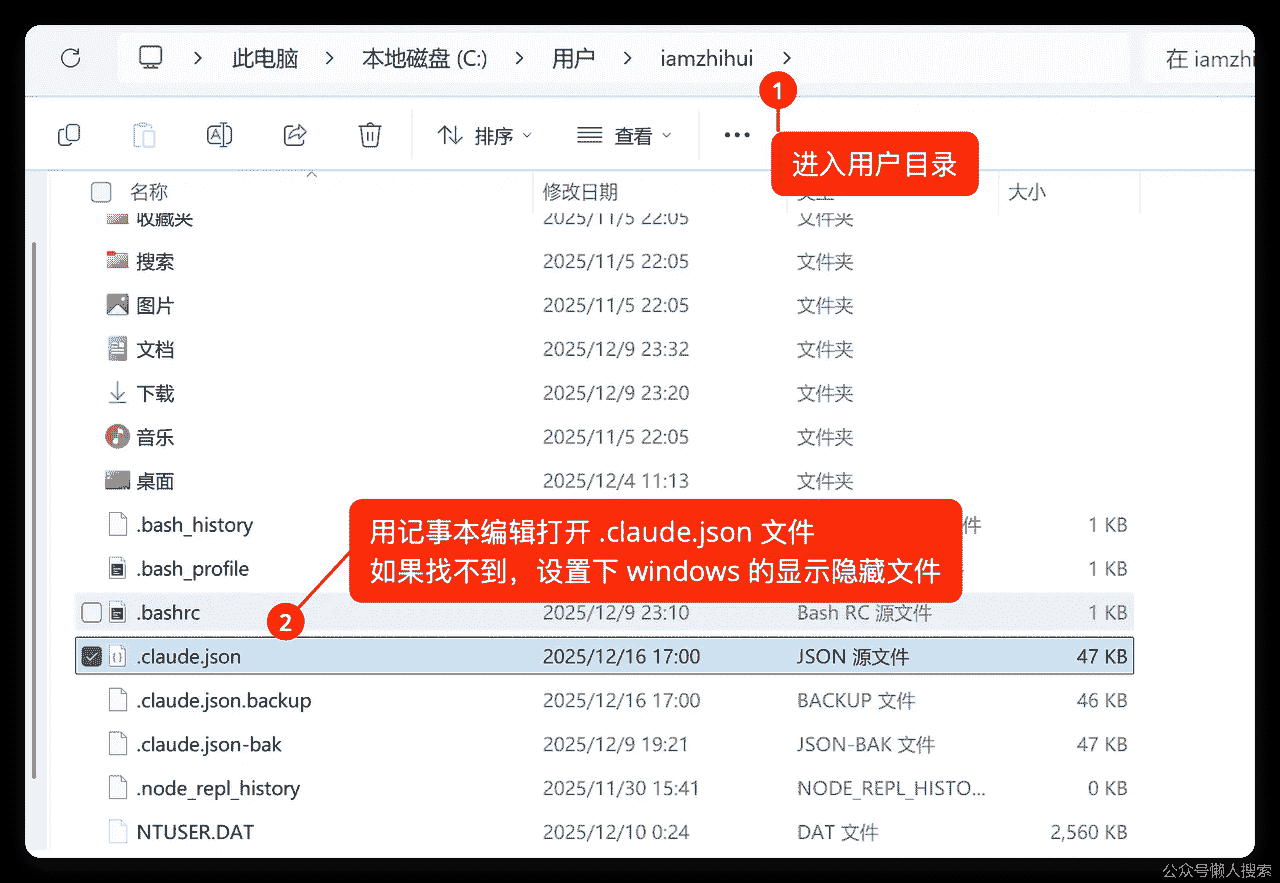 此电脑 > 本地磁盘 (C:) > 用户 > iamzhihui >
在 iamzhi
1
排序
查看
•••
进入用户目录
名称 修改日期 大小
收藏夹 2025/11/5 22:05 文件夹
搜索 2025/11/5 22:05 文件夹
图片 2025/11/5 22:05 文件夹
文档 2025/12/9 23:32 文件夹
下载 2025/12/9 23:20 文件夹
音乐 2025/11/5 22:05 文件夹
桌面 2025/12/4 11:13 文件夹
.bash_history 件 1 KB
用记事本编辑打开 .claude.json 文件
如果找不到，设置下 windows 的显示隐藏文件
.bash_profile 1 KB
.bashrc 2025/12/9 23:10 Bash RC 源文件 1 KB
2
.claude.json 2025/12/16 17:00 JSON 源文件 47 KB
.claude.json.backup 2025/12/16 17:00 BACKUP 文件 46 KB
.claude.json-bak 2025/12/9 19:21 JSON-BAK 文件 47 KB
.node_repl_history 2025/11/30 15:41 NODE_REPL_HISTO... 0 KB
NTUSER.DAT 2025/12/10 0:24 DAT 文件 2,560 KB
公众号懒人搜索